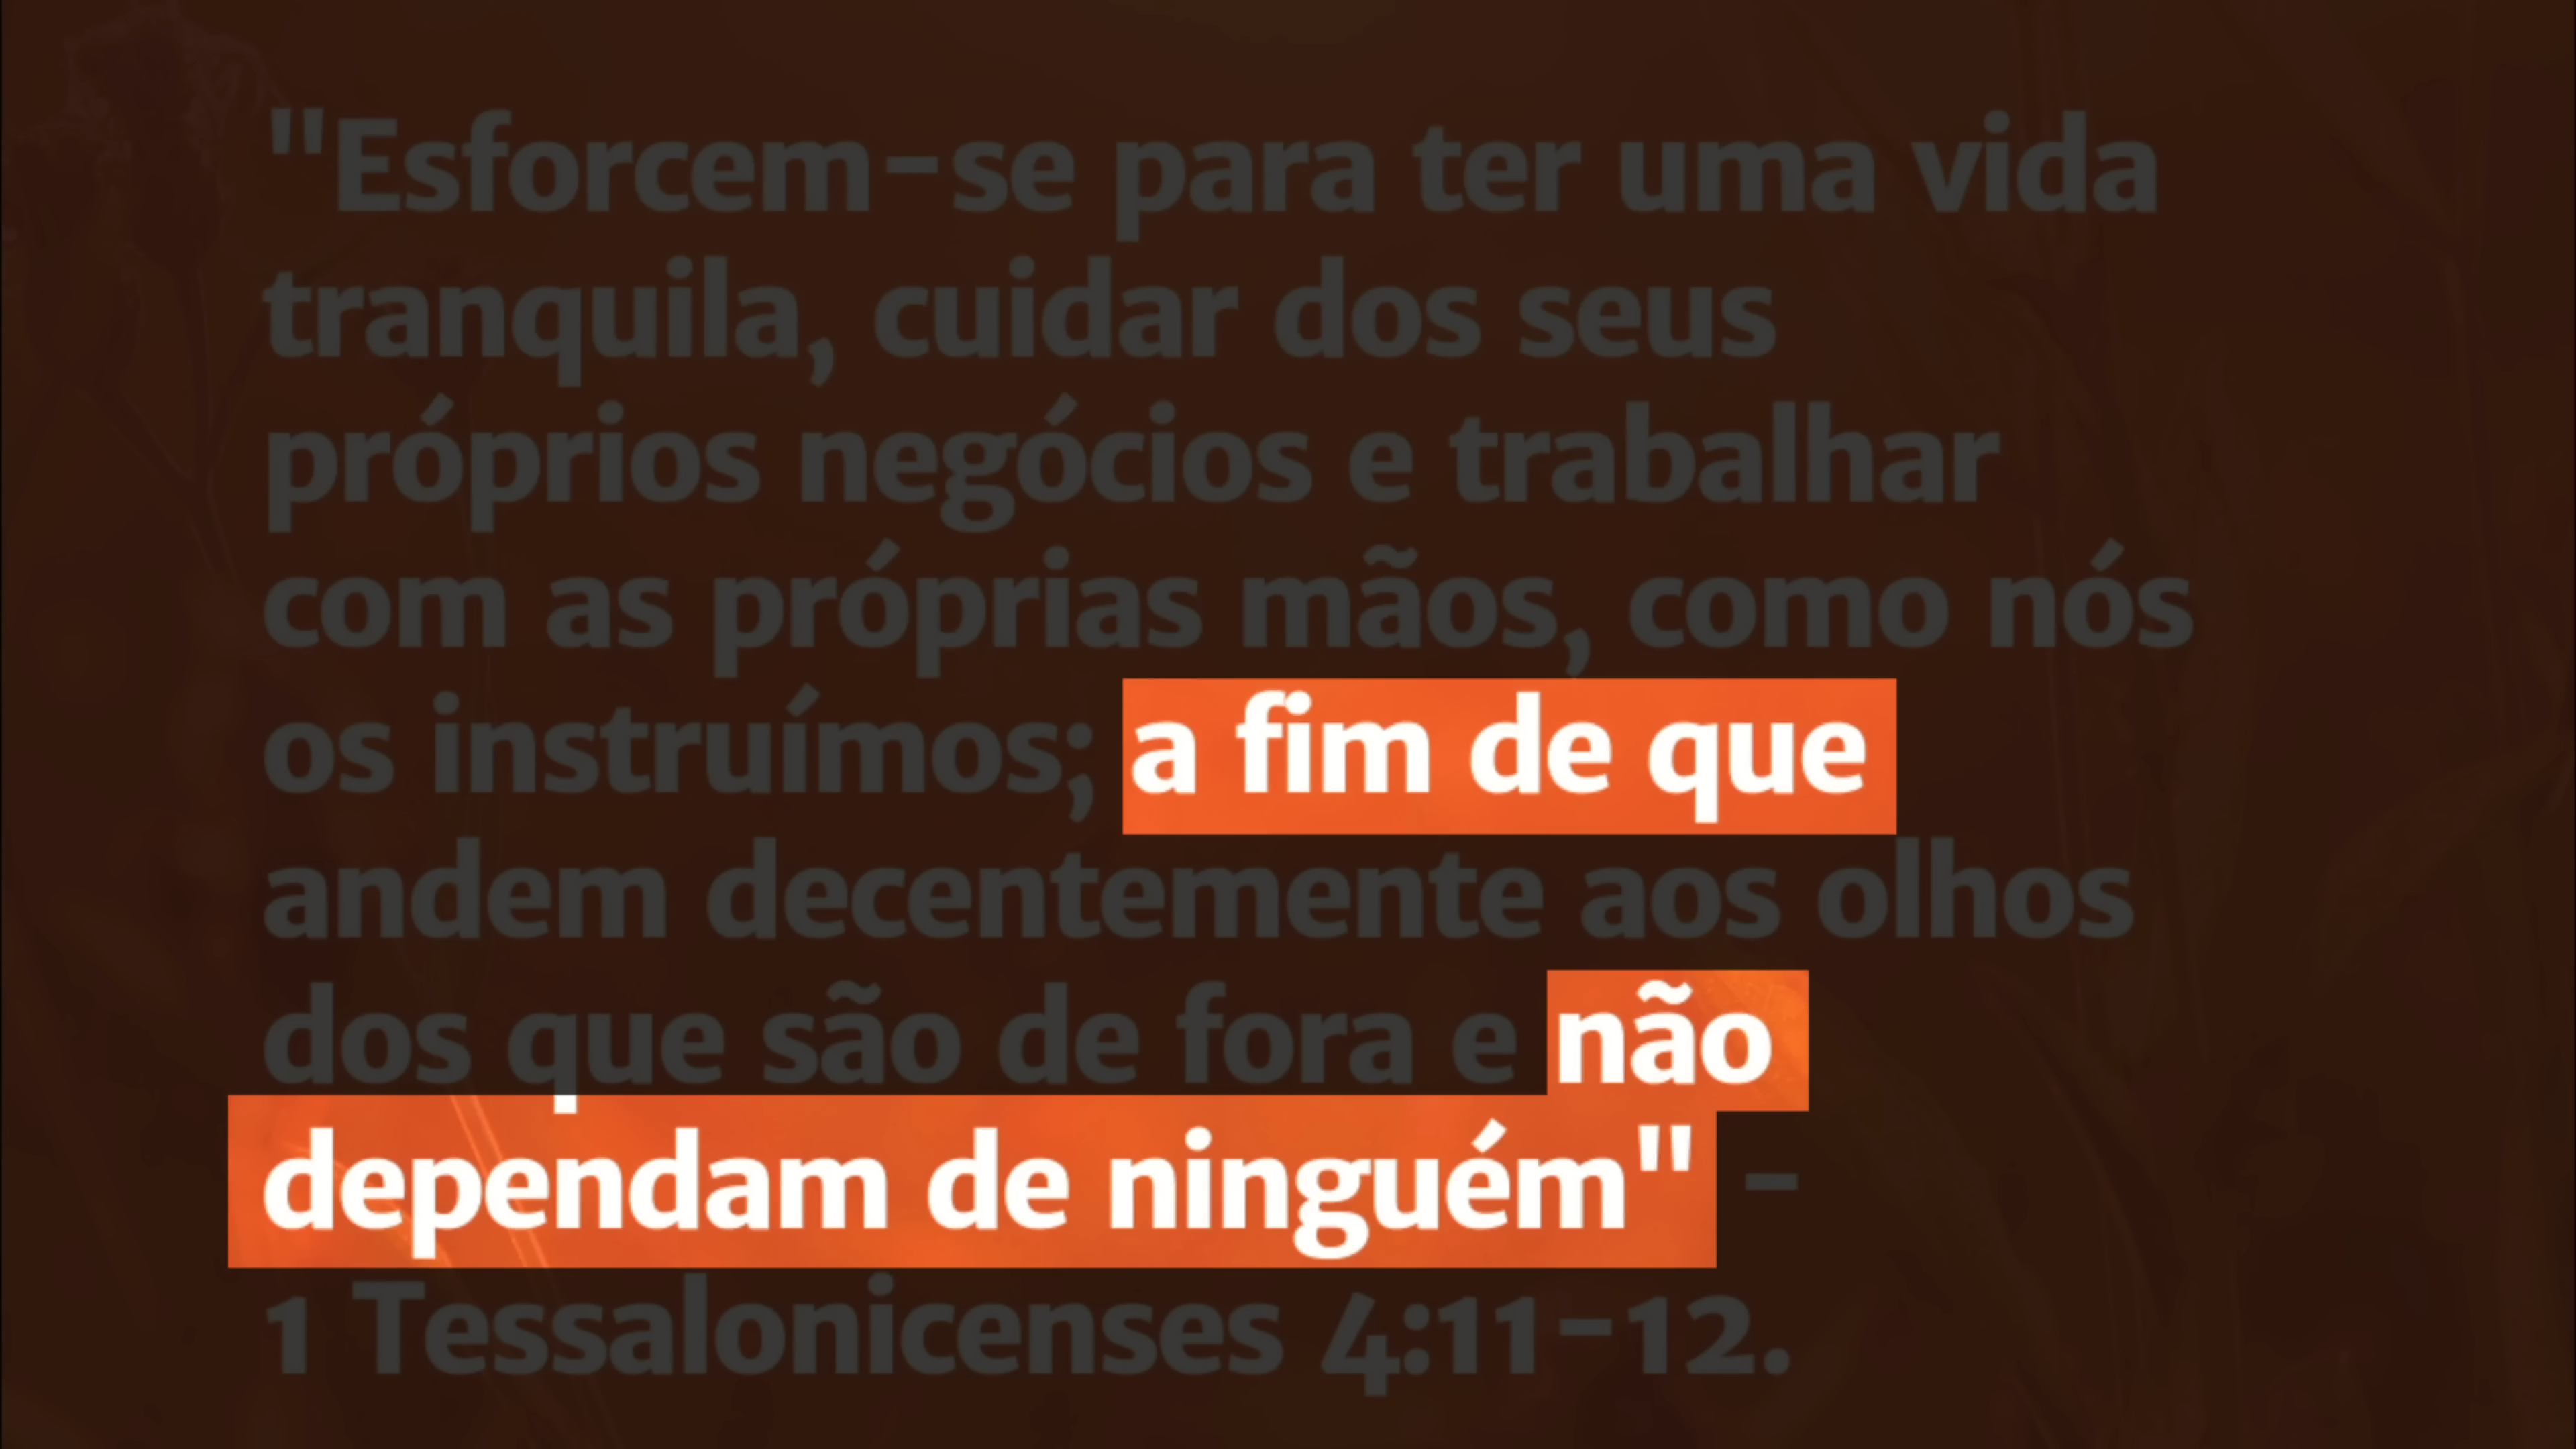 "Esforcem-se para ter uma vida
tranquila, cuidar dos seus
próprios negócios e trabalhar
com as próprias mãos, como nós
os instruímos; a fim de que
andem decentemente aos olhos
dos que são de fora e não
dependam de ninguém" -
1 Tessalonicenses 4:11-12.